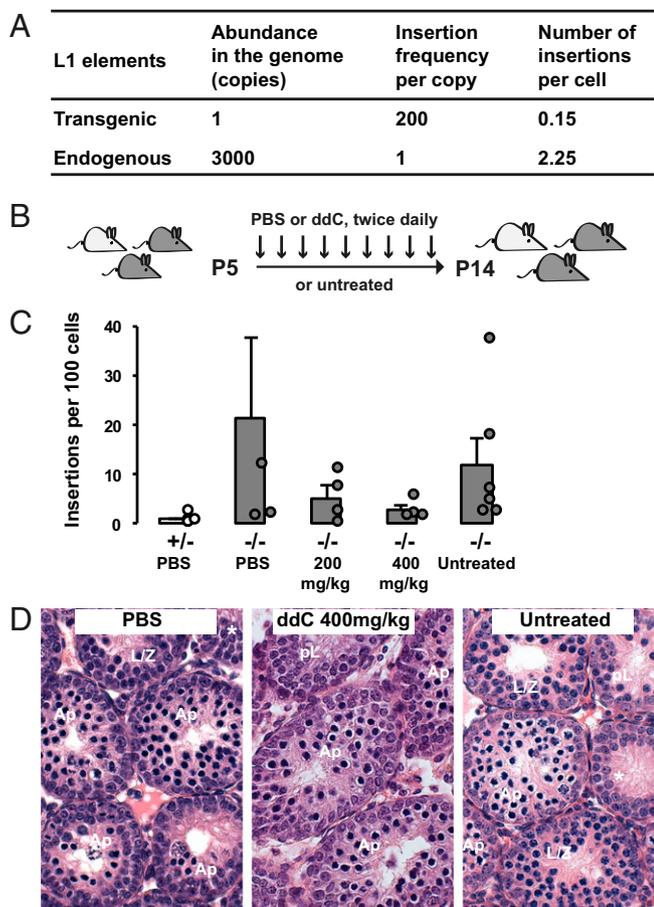 A
L1 elements
Abundance
in the genome
(copies)
Insertion
frequency
per copy
Number of
insertions
per cell
Transgenic 1 200 0.15
Endogenous 3000 1 2.25
B
PBS or ddC, twice daily
P5
P14
or untreated
C
Insertions per 100 cells
40
30
20
10
0
+/- -/- -/- -/- -/-
PBS PBS 200 400 Untreated
mg/kg mg/kg
D
PBS
*
L/Z
Ap Ap
Ap
Ap
ddC 400mg/kg
pL
Ap
Ap
Ap
Untreated
pL
L/Z
*
Ap
Ap
L/Z